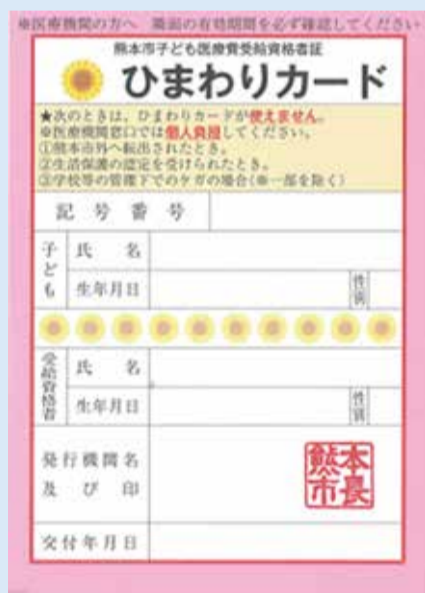 ※医療機関の方へ　裏面の有効期間を必ず確認してください
熊本市子ども医療費受給資格者証
ひまわりカード
★次のときは、ひまわりカードが使えません。
※医療機関窓口では個人負担してください。
①熊本市外へ転出されたとき。
②生活保護の認定を受けられたとき。
③学校等の管理下でのケガの場合(※一部を除く)
記号番号
子ども
氏名
生年月日
性別
受給資格者
氏名
生年月日
性別
発行機関名
及び印
熊本市長
交付年月日